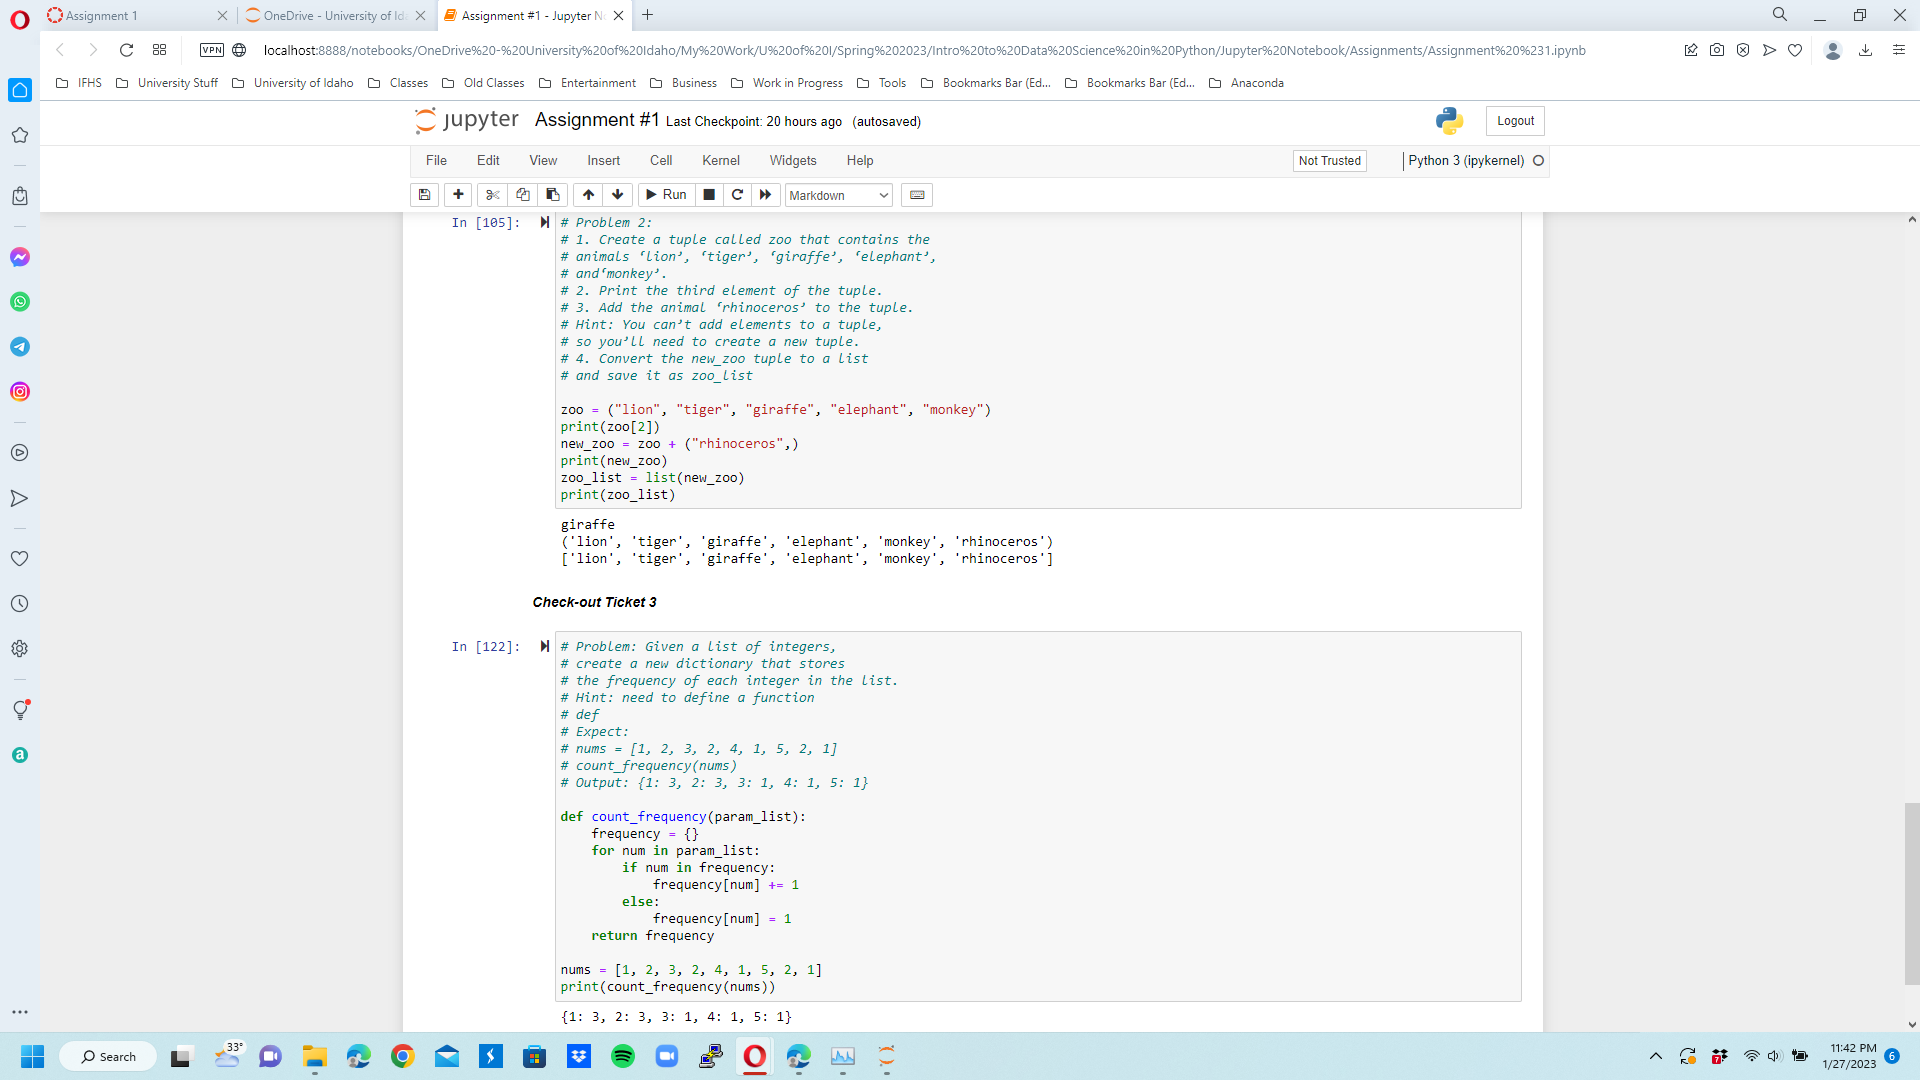 Assignment 1
OneDrive - University of Id
Assignment #1 - Jupyter N
VPN
localhost:8888/notebooks/OneDrive%20-%20University%20of%20Idaho/My%20Work/U%20of%20I/Spring%202023/Intro%20to%20Data%20Science%20in%20Python/Jupyter%20Notebook/Assignments/Assignment%20%231.ipynb
IFHS
University Stuff
University of Idaho
Classes
Old Classes
Entertainment
Business
Work in Progress
Tools
Bookmarks Bar (Ed...
Bookmarks Bar (Ed...
Anaconda
jupyter
Assignment #1 Last Checkpoint: 20 hours ago (autosaved)
Logout
File Edit View Insert Cell Kernel Widgets Help
Not Trusted
Python 3 (ipykernel)
Run
Markdown
In [105]:
# Problem 2:
# 1. Create a tuple called zoo that contains the
# animals ‘lion’, ‘tiger’, ‘giraffe’, ‘elephant’,
# and‘monkey’.
# 2. Print the third element of the tuple.
# 3. Add the animal ‘rhinoceros’ to the tuple.
# Hint: You can’t add elements to a tuple,
# so you’ll need to create a new tuple.
# 4. Convert the new_zoo tuple to a list
# and save it as zoo_list
zoo = ("lion", "tiger", "giraffe", "elephant", "monkey")
print(zoo[2])
new_zoo = zoo + ("rhinoceros",)
print(new_zoo)
zoo_list = list(new_zoo)
print(zoo_list)
giraffe
('lion', 'tiger', 'giraffe', 'elephant', 'monkey', 'rhinoceros')
['lion', 'tiger', 'giraffe', 'elephant', 'monkey', 'rhinoceros']
Check-out Ticket 3
In [122]:
# Problem: Given a list of integers,
# create a new dictionary that stores
# the frequency of each integer in the list.
# Hint: need to define a function
# def
# Expect:
# nums = [1, 2, 3, 2, 4, 1, 5, 2, 1]
# count_frequency(nums)
# Output: {1: 3, 2: 3, 3: 1, 4: 1, 5: 1}
def count_frequency(param_list):
    frequency = {}
    for num in param_list:
        if num in frequency:
            frequency[num] += 1
        else:
            frequency[num] = 1
    return frequency
nums = [1, 2, 3, 2, 4, 1, 5, 2, 1]
print(count_frequency(nums))
{1: 3, 2: 3, 3: 1, 4: 1, 5: 1}
Search
33°
11:42 PM
1/27/2023
6